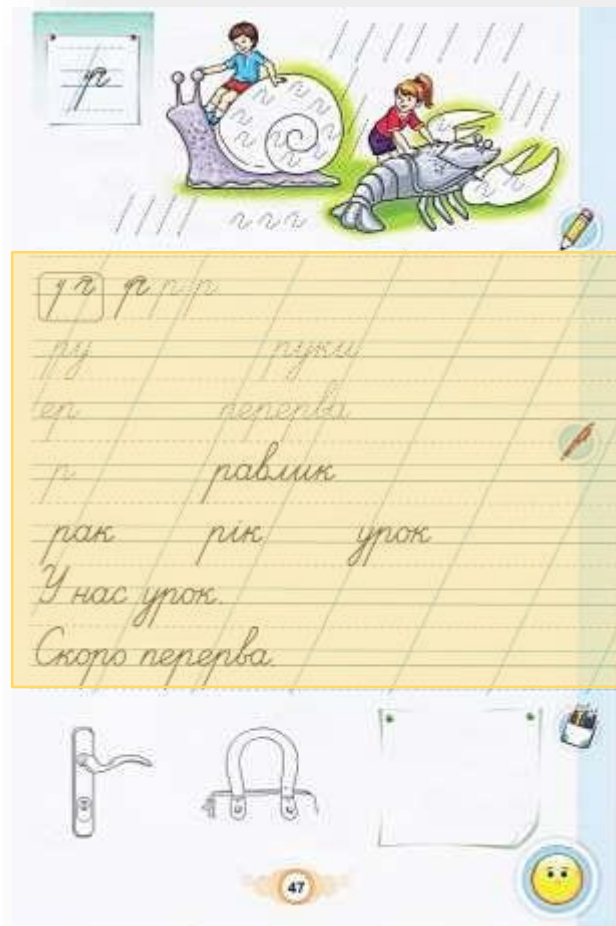 р
р р р р
ру руки
ер перерва
р равлик
рак рік урок
У нас урок.
Скоро перерва.
47